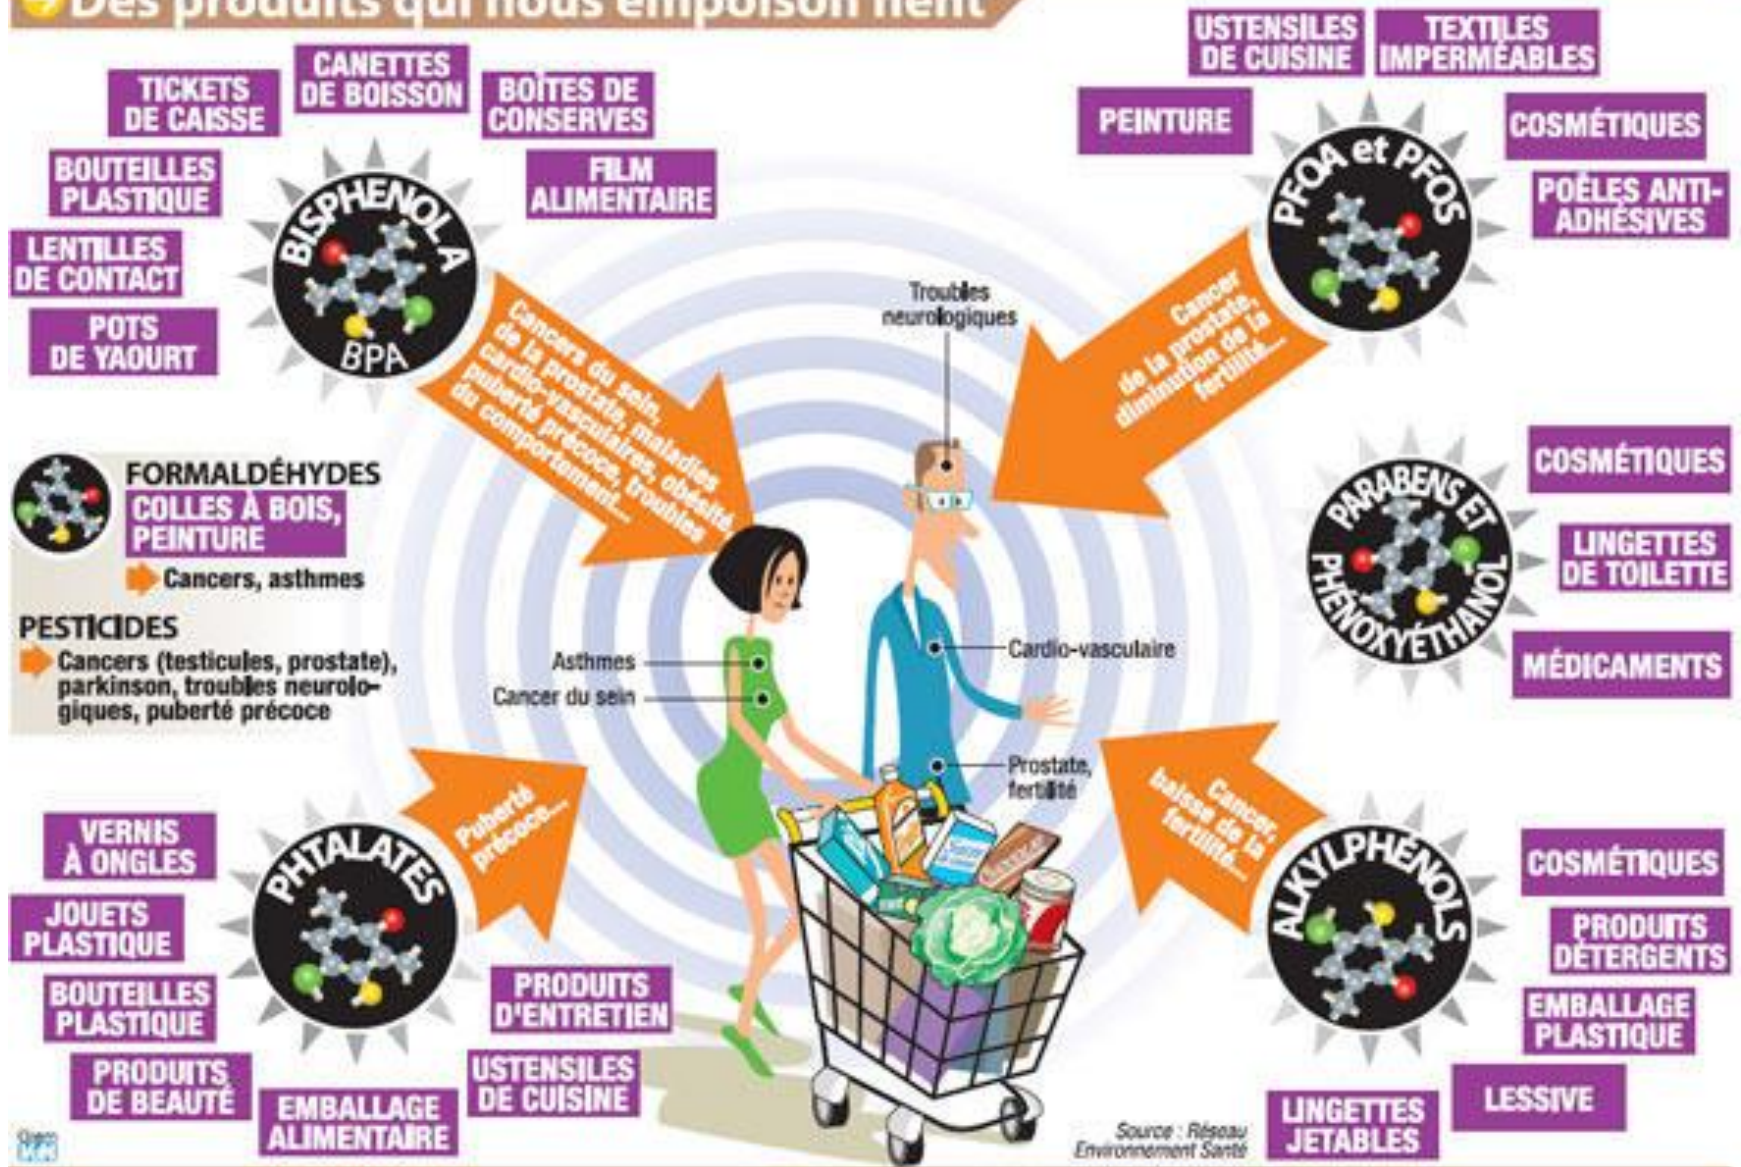 Des produits qui nous empoisonnent
TICKETS
DE CAISSE
CANETTES
DE BOISSON
BOÎTES DE
CONSERVES
BOUTEILLES
PLASTIQUE
FILM
ALIMENTAIRE
LENTILLES
DE CONTACT
POTS
DE YAOURT
BISPHENOL A
BPA
Cancers du sein,
de la prostate, maladies
cardio-vasculaires, obésité
puberté précoce, troubles
du comportement...
USTENSILES
DE CUISINE
TEXTILES
IMPERMÉABLES
PEINTURE
COSMÉTIQUES
POÊLES ANTI-
ADHÉSIVES
PFOA et PFOS
Cancer
de la prostate,
diminution de la
fertilité...
Troubles
neurologiques
FORMALDÉHYDES
COLLES À BOIS,
PEINTURE
Cancers, asthmes
PESTICIDES
Cancers (testicules, prostate),
parkinson, troubles neurolo-
giques, puberté précoce
Asthmes
Cancer du sein
Cardio-vasculaire
Prostate,
fertilité
PARABENS ET
PHÉNOXYÉTHANOL
COSMÉTIQUES
LINGETTES
DE TOILETTE
MÉDICAMENTS
VERNIS
À ONGLES
JOUETS
PLASTIQUE
BOUTEILLES
PLASTIQUE
PRODUITS
DE BEAUTÉ
EMBALLAGE
ALIMENTAIRE
USTENSILES
DE CUISINE
PRODUITS
D'ENTRETIEN
PHTALATES
Puberté
précoce...
ALKYLPHÉNOLS
Cancer,
baisse de la
fertilité...
COSMÉTIQUES
PRODUITS
DÉTERGENTS
EMBALLAGE
PLASTIQUE
LESSIVE
LINGETTES
JETABLES
Source : Réseau
Environnement Santé